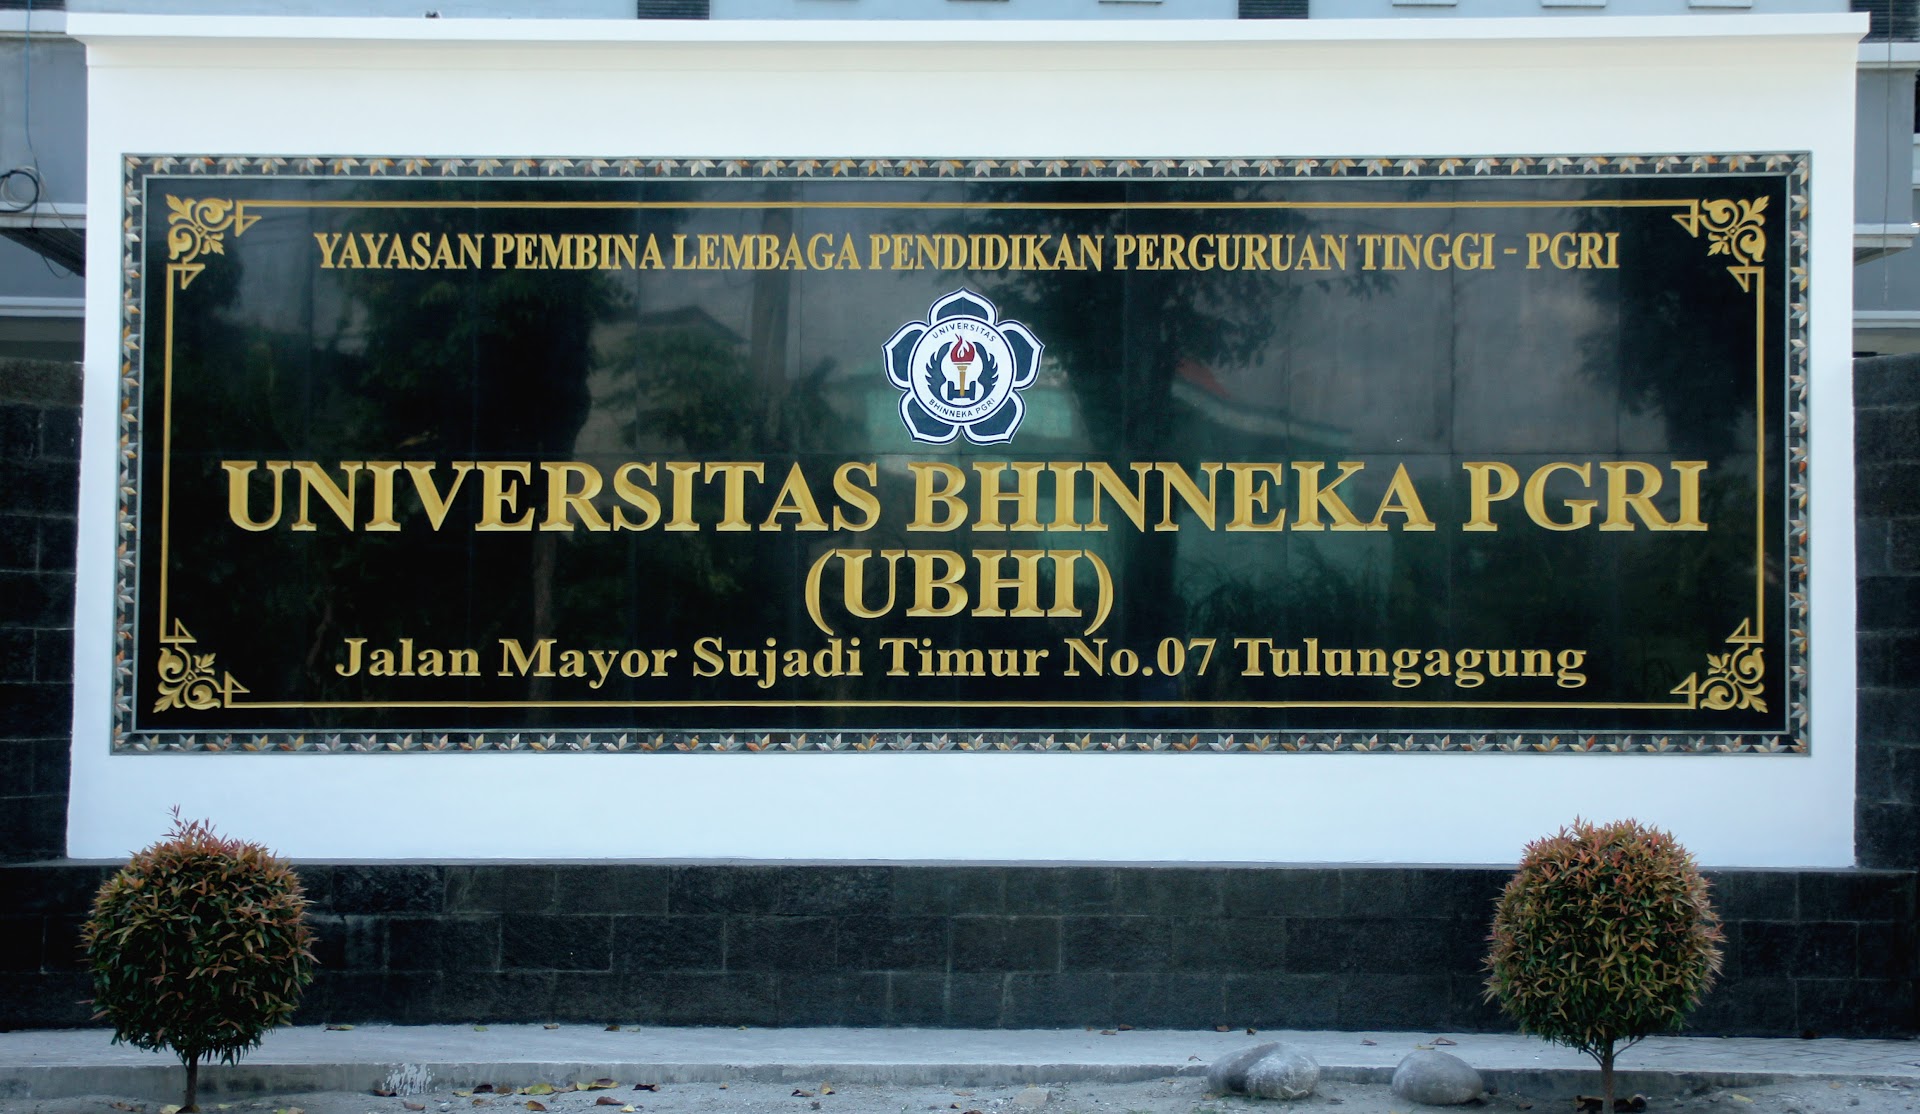 YAYASAN PEMBINA LEMBAGA PENDIDIKAN PERGURUAN TINGGI - PGRI
UNIVERSITAS
BHINNEKA PGRI
UNIVERSITAS BHINNEKA PGRI
(UBHI)
Jalan Mayor Sujadi Timur No.07 Tulungagung